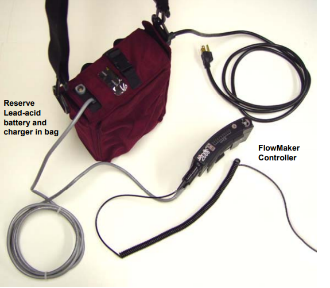 Reserve
Lead-acid
battery and
charger in bag
FlowMaker
Controller